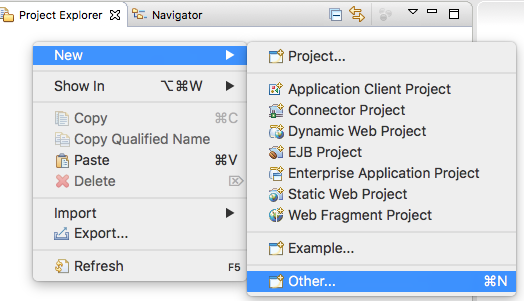 Project Explorer Navigator
New
Show In ⌥⌘W
Copy ⌘C
Copy Qualified Name
Paste ⌘V
Delete ⌦
Import
Export...
Refresh F5
Project...
Application Client Project
Connector Project
Dynamic Web Project
EJB Project
Enterprise Application Project
Static Web Project
Web Fragment Project
Example...
Other... ⌘N